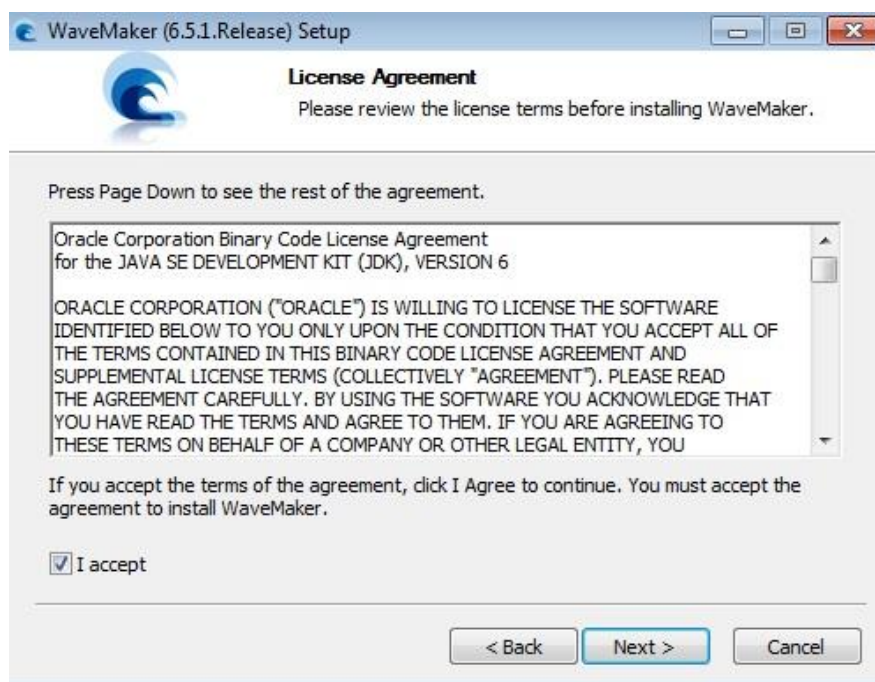 WaveMaker (6.5.1.Release) Setup
License Agreement
Please review the license terms before installing WaveMaker.
Press Page Down to see the rest of the agreement.
Oracle Corporation Binary Code License Agreement
for the JAVA SE DEVELOPMENT KIT (JDK), VERSION 6
ORACLE CORPORATION ("ORACLE") IS WILLING TO LICENSE THE SOFTWARE
IDENTIFIED BELOW TO YOU ONLY UPON THE CONDITION THAT YOU ACCEPT ALL OF
THE TERMS CONTAINED IN THIS BINARY CODE LICENSE AGREEMENT AND
SUPPLEMENTAL LICENSE TERMS (COLLECTIVELY "AGREEMENT"). PLEASE READ
THE AGREEMENT CAREFULLY. BY USING THE SOFTWARE YOU ACKNOWLEDGE THAT
YOU HAVE READ THE TERMS AND AGREE TO THEM. IF YOU ARE AGREEING TO
THESE TERMS ON BEHALF OF A COMPANY OR OTHER LEGAL ENTITY, YOU
If you accept the terms of the agreement, click I Agree to continue. You must accept the
agreement to install WaveMaker.
I accept
< Back
Next >
Cancel